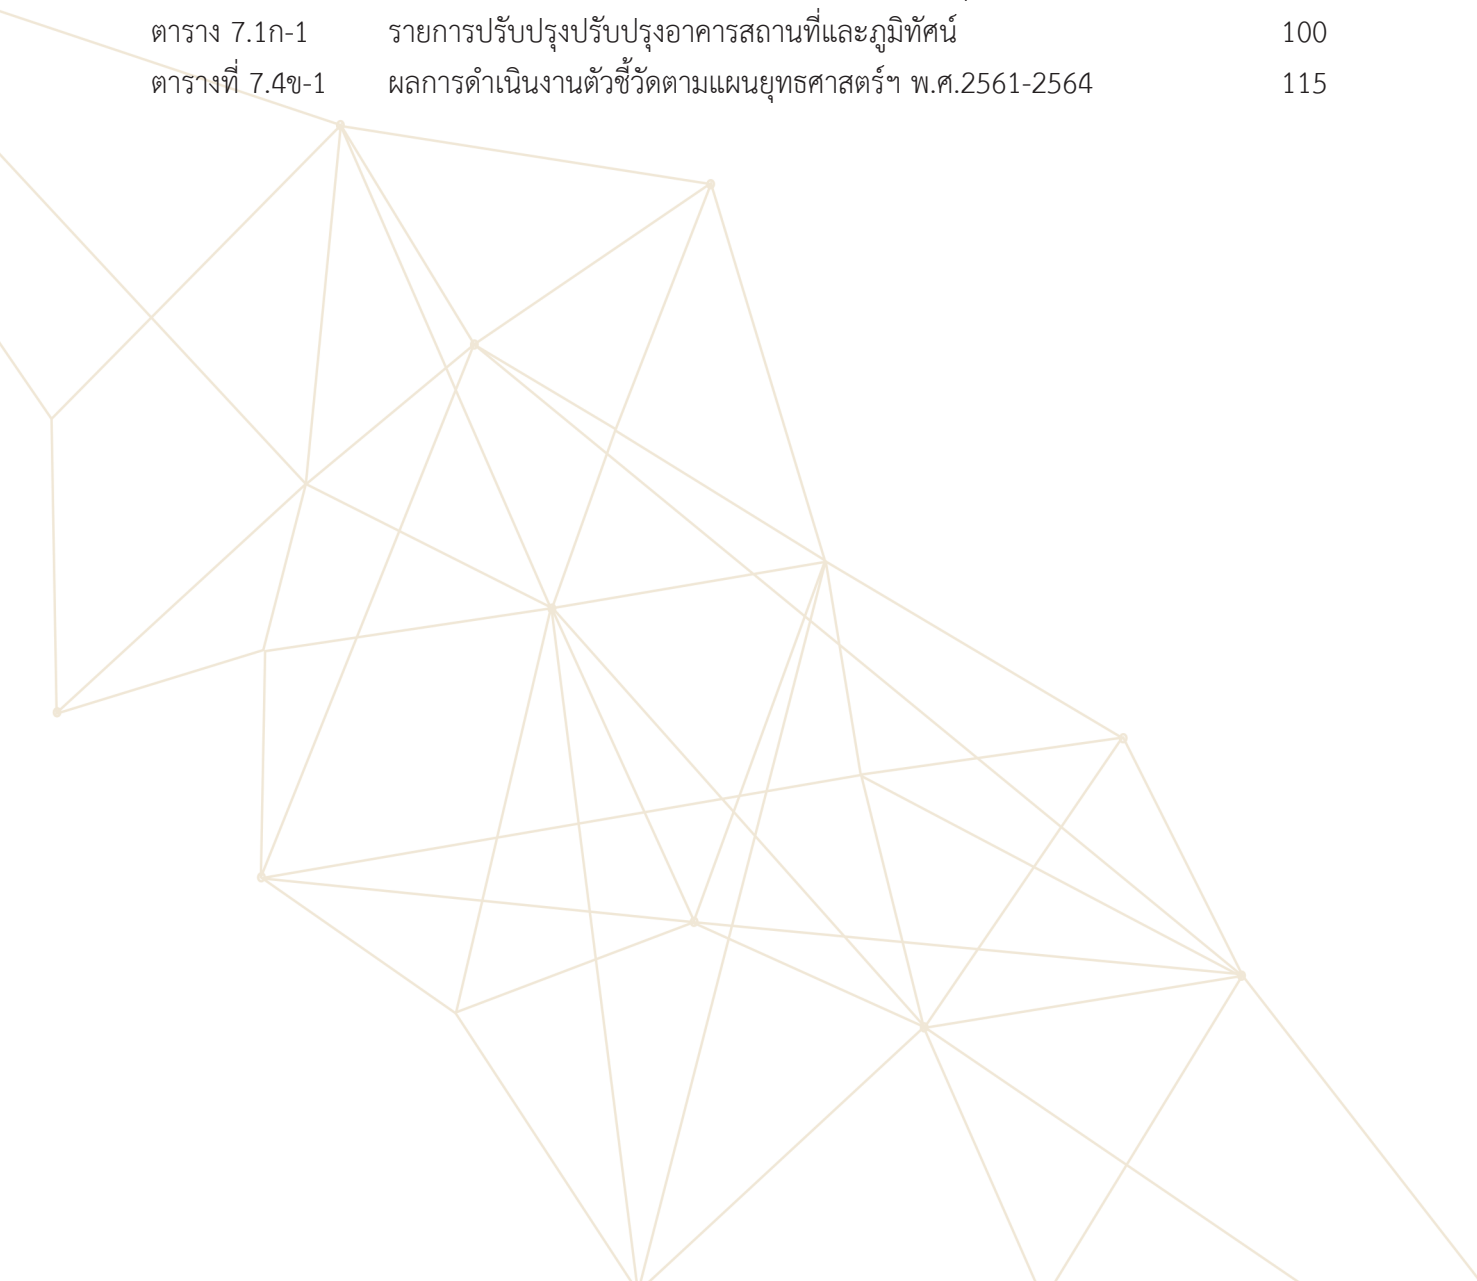 ตาราง 7.1ก-1 รายการปรับปรุงปรับปรุงอาคารสถานที่และภูมิทัศน์ 100
ตารางที่ 7.4ข-1 ผลการดำเนินงานตัวชี้วัดตามแผนยุทธศาสตร์ฯ พ.ศ.2561-2564 115